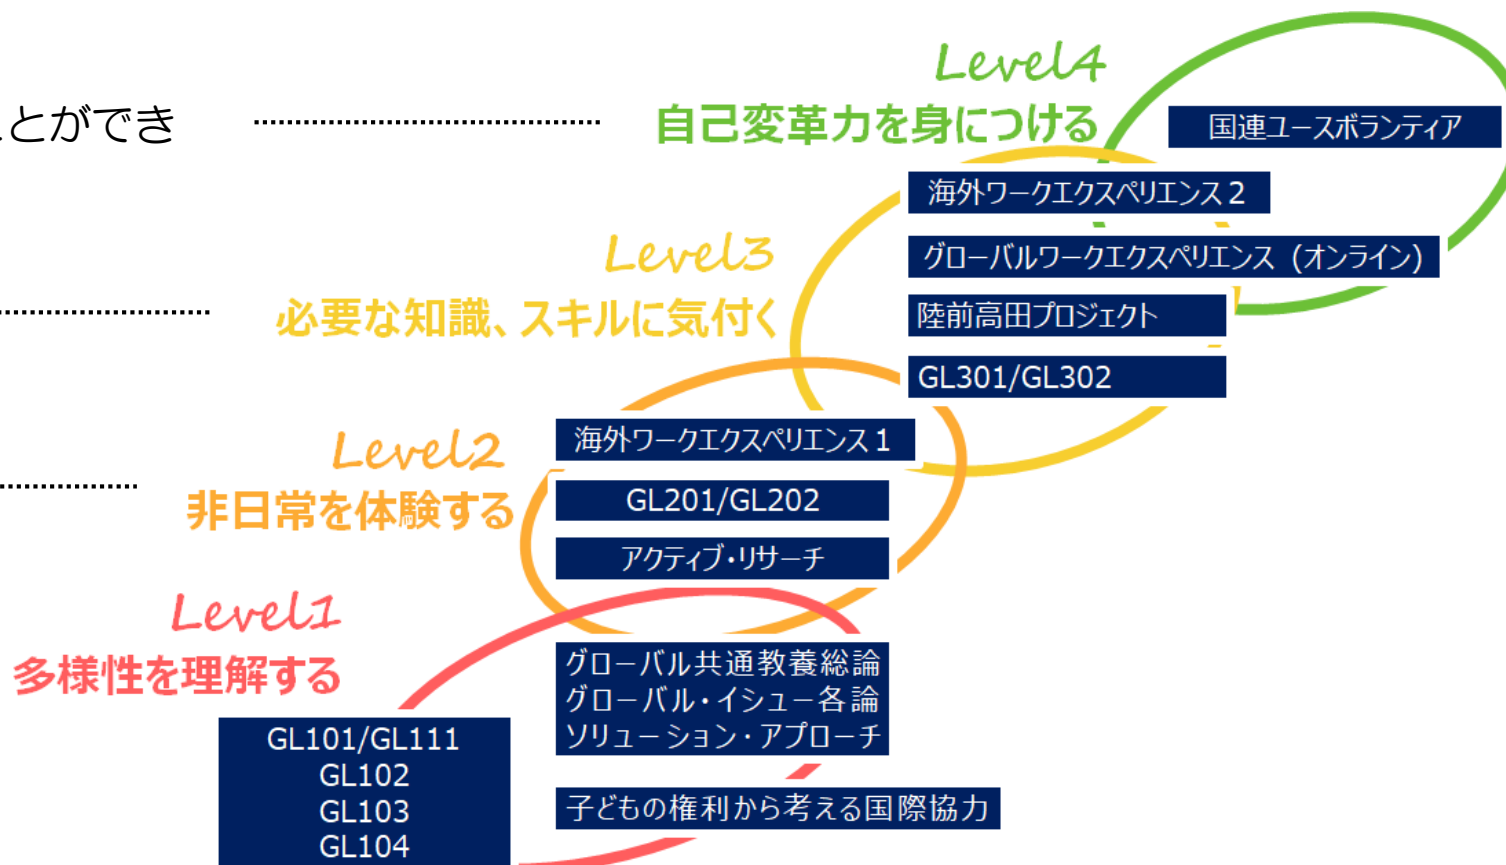 Level4
とができ
自己変革力を身につける
国連ユースボランティア
海外ワークエクスペリエンス2
Level3
グローバルワークエクスペリエンス (オンライン)
必要な知識、スキルに気付く
陸前高田プロジェクト
GL301/GL302
Level2
海外ワークエクスペリエンス1
非日常を体験する
GL201/GL202
アクティブ・リサーチ
Level1
多様性を理解する
グローバル共通教養総論
グローバル・イシュー各論
ソリューション・アプローチ
GL101/GL111
GL102
GL103
GL104
子どもの権利から考える国際協力